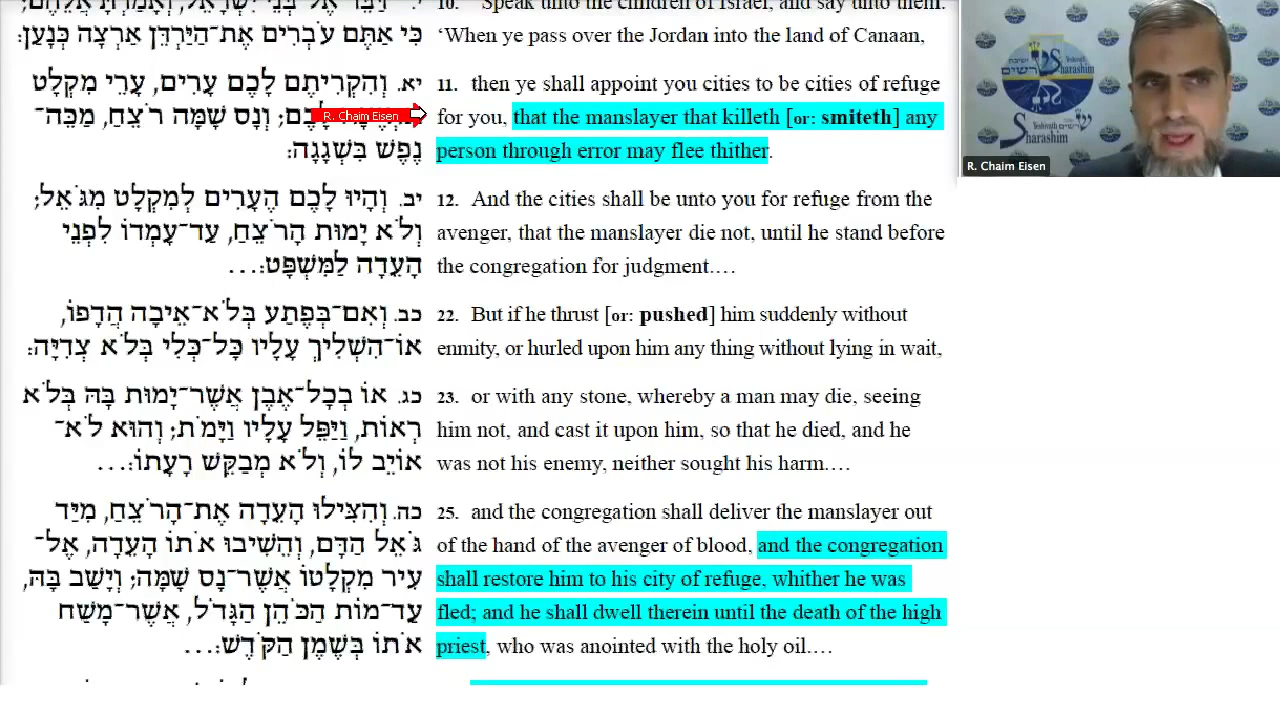 י. וַיְדַבֵּר אֶל־בְּנֵי יִשְׂרָאֵל, וְאָמַרְתָּ אֲלֵהֶם;
כִּי אַתֶּם עֹבְרִים אֶת־הַיַּרְדֵּן אַרְצָה כְּנָעַן:
יא. וְהִקְרִיתֶם לָכֶם עָרִים, עָרֵי מִקְלָט
לָכֶם; וְנָס שָׁמָּה רֹצֵחַ, מַכֵּה־
נֶפֶשׁ בִּשְׁגָגָה:
יב. וְהָיוּ לָכֶם הֶעָרִים לְמִקְלָט מִגֹּאֵל;
וְלֹא יָמוּת הָרֹצֵחַ, עַד־עָמְדוֹ לִפְנֵי
הָעֵדָה לַמִּשְׁפָּט:…
כב. וְאִם־בְּפֶתַע בְּלֹא־אֵיבָה הֲדָפוֹ,
אוֹ־הִשְׁלִיךְ עָלָיו כָּל־כְּלִי בְּלֹא צְדִיָּה:
כג. אוֹ בְכָל־אֶבֶן אֲשֶׁר־יָמוּת בָּהּ בְּלֹא
רְאוֹת, וַיַּפֵּל עָלָיו וַיָּמֹת; וְהוּא לֹא־
אוֹיֵב לוֹ, וְלֹא מְבַקֵּשׁ רָעָתוֹ:…
כה. וְהִצִּילוּ הָעֵדָה אֶת־הָרֹצֵחַ, מִיַּד
גֹּאֵל הַדָּם, וְהֵשִׁיבוּ אֹתוֹ הָעֵדָה, אֶל־
עִיר מִקְלָטוֹ אֲשֶׁר־נָס שָׁמָּה; וְיָשַׁב בָּהּ,
עַד־מוֹת הַכֹּהֵן הַגָּדֹל, אֲשֶׁר־מָשַׁח
אֹתוֹ בְּשֶׁמֶן הַקֹּדֶשׁ:…
R. Chaim Eisen
10. Speak unto the children of Israel, and say unto them:
‘When ye pass over the Jordan into the land of Canaan,
11. then ye shall appoint you cities to be cities of refuge
for you, that the manslayer that killeth [or: smiteth] any
person through error may flee thither.
12. And the cities shall be unto you for refuge from the
avenger, that the manslayer die not, until he stand before
the congregation for judgment.…
22. But if he thrust [or: pushed] him suddenly without
enmity, or hurled upon him any thing without lying in wait,
23. or with any stone, whereby a man may die, seeing
him not, and cast it upon him, so that he died, and he
was not his enemy, neither sought his harm.…
25. and the congregation shall deliver the manslayer out
of the hand of the avenger of blood, and the congregation
shall restore him to his city of refuge, whither he was
fled; and he shall dwell therein until the death of the high
priest, who was anointed with the holy oil.…
ישיבת
שרשים
Sharashim
Yeshivath
Sharashim
R. Chaim Eisen